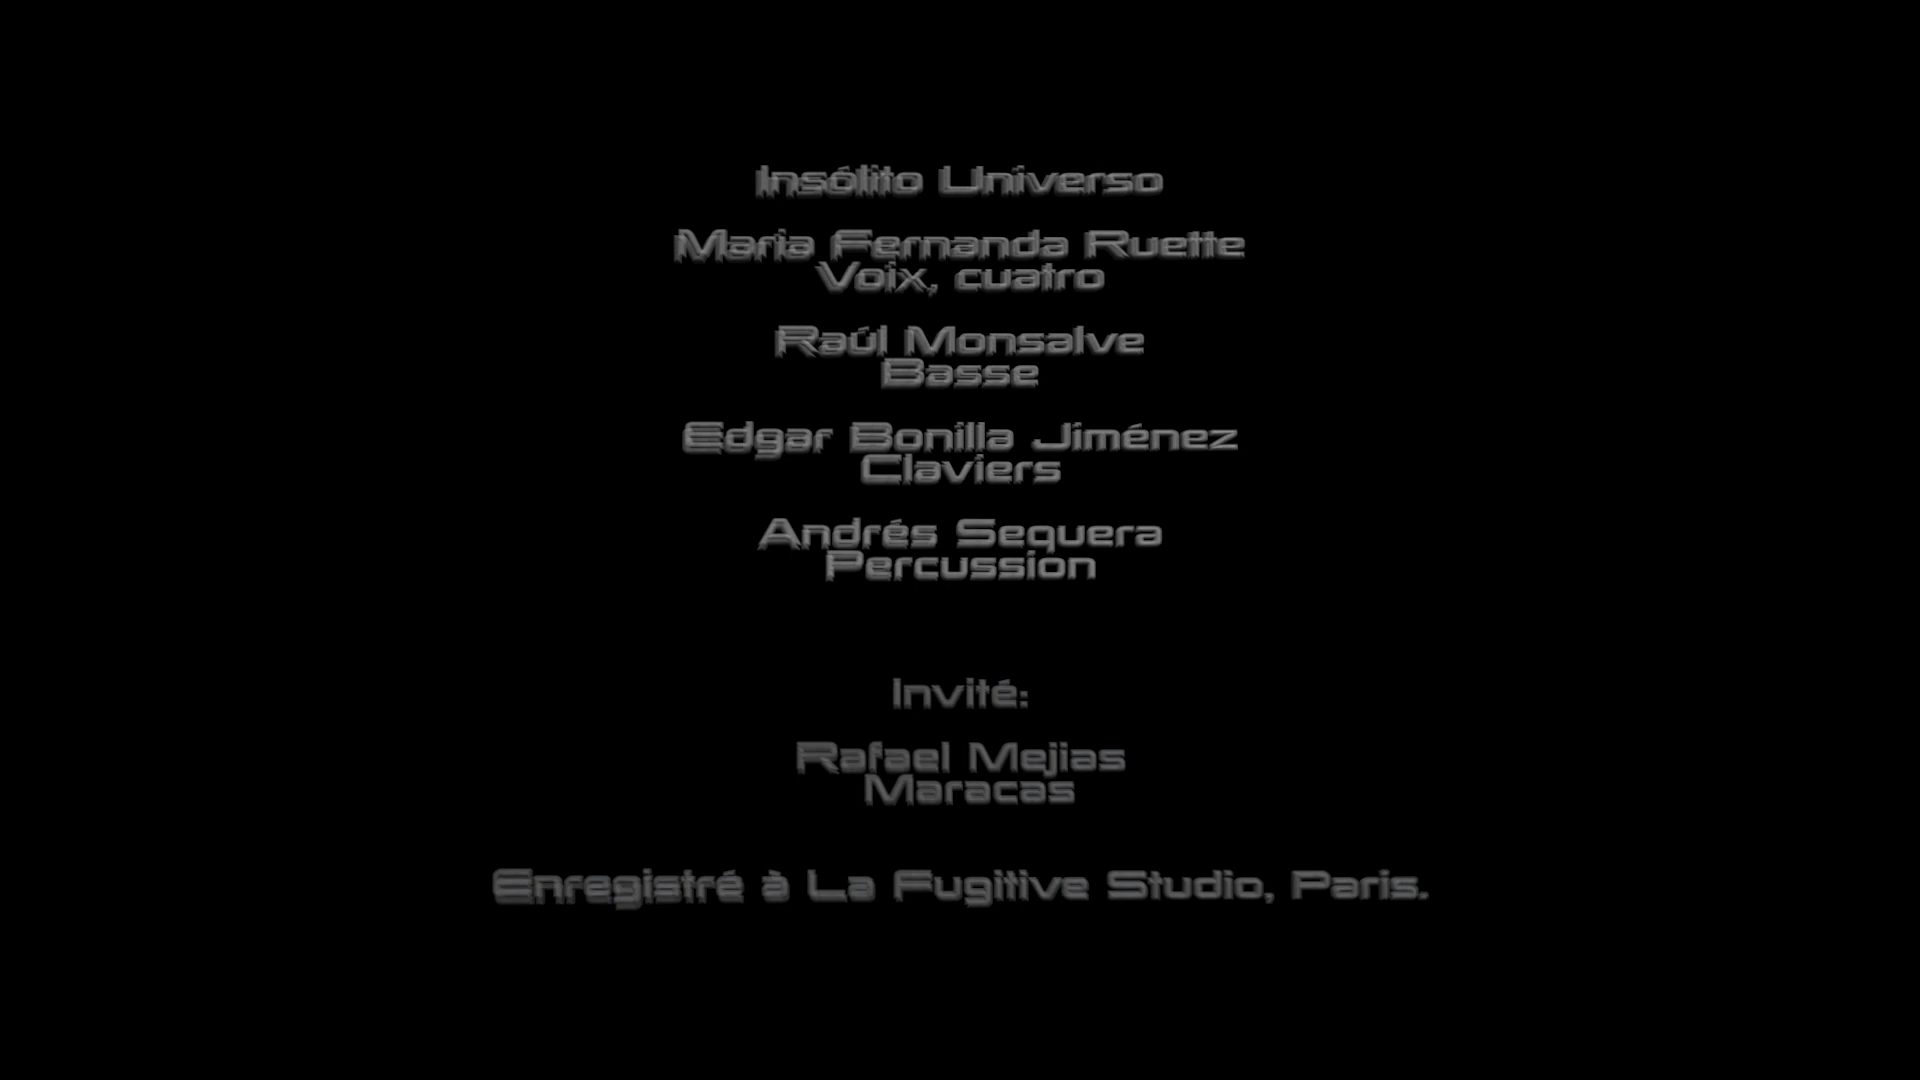 Insólito Universo
Maria Fernanda Ruette
Voix, cuatro
Raúl Monsalve
Basse
Edgar Bonilla Jiménez
Claviers
Andrés Sequera
Percussion
Invité:
Rafael Mejias
Maracas
Enregistré à La Fugitive Studio, Paris.